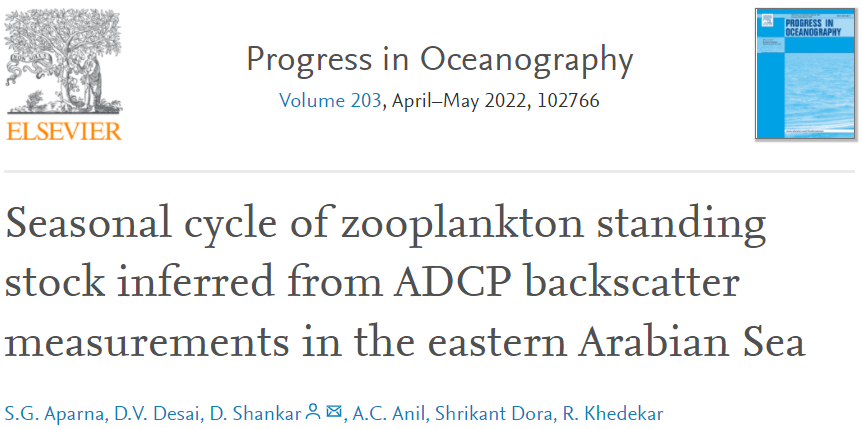 Progress in Oceanography
Volume 203, April–May 2022, 102766
ELSEVIER
PROGRESS IN
OCEANOGRAPHY
Seasonal cycle of zooplankton standing
stock inferred from ADCP backscatter
measurements in the eastern Arabian Sea
S.G. Aparna, D.V. Desai, D. Shankar, A.C. Anil, Shrikant Dora, R. Khedekar